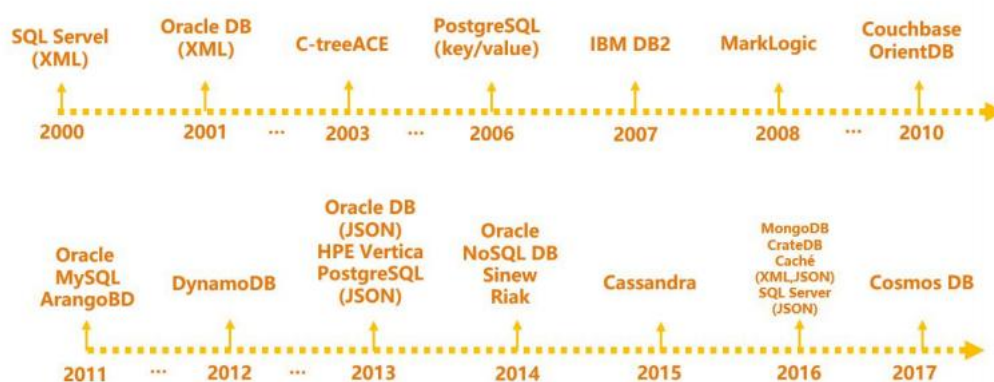 SQL Servel
(XML)
Oracle DB
(XML)
C-treeACE
PostgreSQL
(key/value)
IBM DB2
MarkLogic
Couchbase
OrientDB
2000
2001
...
2003
...
2006
2007
2008
...
2010
Oracle
MySQL
ArangoBD
DynamoDB
Oracle DB
(JSON)
HPE Vertica
PostgreSQL
(JSON)
Oracle
NoSQL DB
Sinew
Riak
Cassandra
MongoDB
CrateDB
Caché
(XML,JSON)
SQL Server
(JSON)
Cosmos DB
2011
...
2012
...
2013
2014
2015
2016
2017